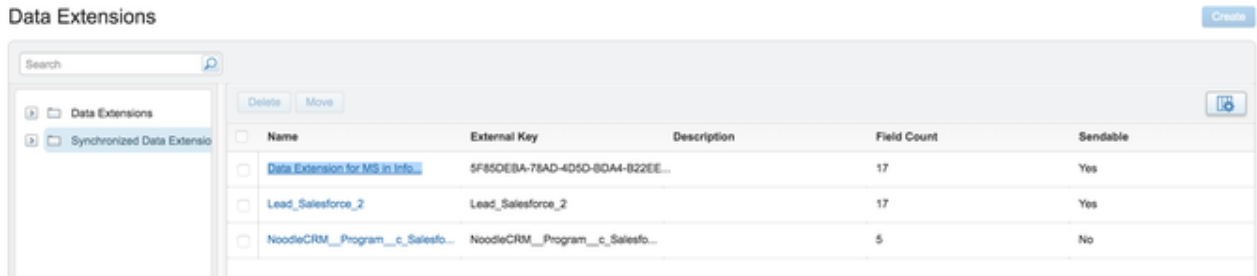 Data Extensions
Create
Search
Data Extensions
Synchronized Data Extensio
Delete Move
Name External Key Description Field Count Sendable
Data Extension for MS in Info... 5F85DEBA-78AD-4D5D-BDA4-B22EE... 17 Yes
Lead_Salesforce_2 Lead_Salesforce_2 17 Yes
NoodleCRM__Program__c_Salesfo... NoodleCRM__Program__c_Salesfo... 5 No